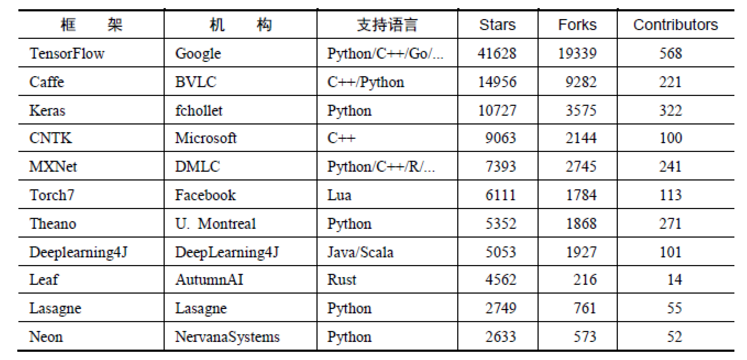 框 架 机 构 支持语言 Stars Forks Contributors
TensorFlow Google Python/C++/Go/... 41628 19339 568
Caffe BVLC C++/Python 14956 9282 221
Keras fchollet Python 10727 3575 322
CNTK Microsoft C++ 9063 2144 100
MXNet DMLC Python/C++/R/... 7393 2745 241
Torch7 Facebook Lua 6111 1784 113
Theano U. Montreal Python 5352 1868 271
Deeplearning4J DeepLearning4J Java/Scala 5053 1927 101
Leaf AutumnAI Rust 4562 216 14
Lasagne Lasagne Python 2749 761 55
Neon NervanaSystems Python 2633 573 52